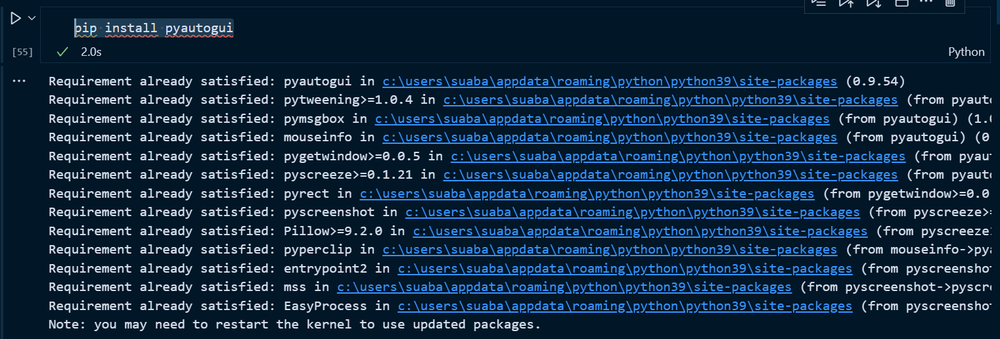 pip install pyautogui
[55]
2.0s
Python
Requirement already satisfied: pyautogui in c:\users\suaba\appdata\roaming\python\python39\site-packages (0.9.54)
Requirement already satisfied: pytweening>=1.0.4 in c:\users\suaba\appdata\roaming\python\python39\site-packages (from
Requirement already satisfied: pymsgbox in c:\users\suaba\appdata\roaming\python\python39\site-packages (from pyautogui)
Requirement already satisfied: mouseinfo in c:\users\suaba\appdata\roaming\python\python39\site-packages (from pyautogui) (0
Requirement already satisfied: pygetwindow>=0.0.5 in c:\users\suaba\appdata\roaming\python\python39\site-packages (from
Requirement already satisfied: pyscreeze>=0.1.21 in c:\users\suaba\appdata\roaming\python\python39\site-packages (from
Requirement already satisfied: pyrect in c:\users\suaba\appdata\roaming\python\python39\site-packages (from pygetwindow>=0.0
Requirement already satisfied: pyscreenshot in c:\users\suaba\appdata\roaming\python\python39\site-packages (from pyscreeze>=
Requirement already satisfied: Pillow>=9.2.0 in c:\users\suaba\appdata\roaming\python\python39\site-packages (from pyscreeze
Requirement already satisfied: pyperclip in c:\users\suaba\appdata\roaming\python\python39\site-packages (from mouseinfo->
Requirement already satisfied: entrypoint2 in c:\users\suaba\appdata\roaming\python\python39\site-packages (from
Requirement already satisfied: mss in c:\users\suaba\appdata\roaming\python\python39\site-packages (from pyscreenshot->
Requirement already satisfied: EasyProcess in c:\users\suaba\appdata\roaming\python\python39\site-packages (from
Note: you may need to restart the kernel to use updated packages.